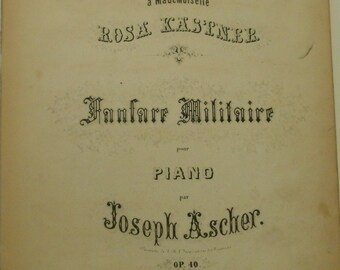 à Mademoiselle
ROSA KASTNER.
Fanfare Militaire
pour
PIANO
par
Joseph Ascher.
OP. 40